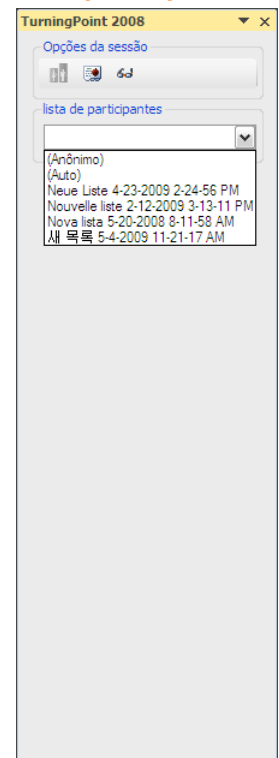 TurningPoint 2008
Opções da sessão
lista de participantes
(Anônimo)
(Auto)
Neue Liste 4-23-2009 2-24-56 PM
Nouvelle liste 2-12-2009 3-13-11 PM
Nova lista 5-20-2008 8-11-58 AM
새 목록 5-4-2009 11-21-17 AM